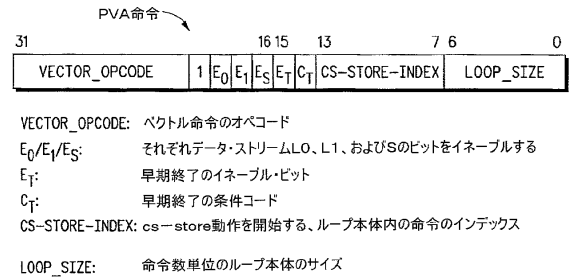 PVA命令
31 16 15 13 7 6 0
VECTOR_OPCODE 1 E0 E1 ES ET CT CS-STORE-INDEX LOOP_SIZE
VECTOR_OPCODE: ベクトル命令のオペコード
E0/E1/ES: それぞれデータ・ストリームL0、L1、およびSのビットをイネーブルする
ET: 早期終了のイネーブル・ビット
CT: 早期終了の条件コード
CS-STORE-INDEX: cs-store動作を開始する、ループ本体内の命令のインデックス
LOOP_SIZE: 命令数単位のループ本体のサイズ